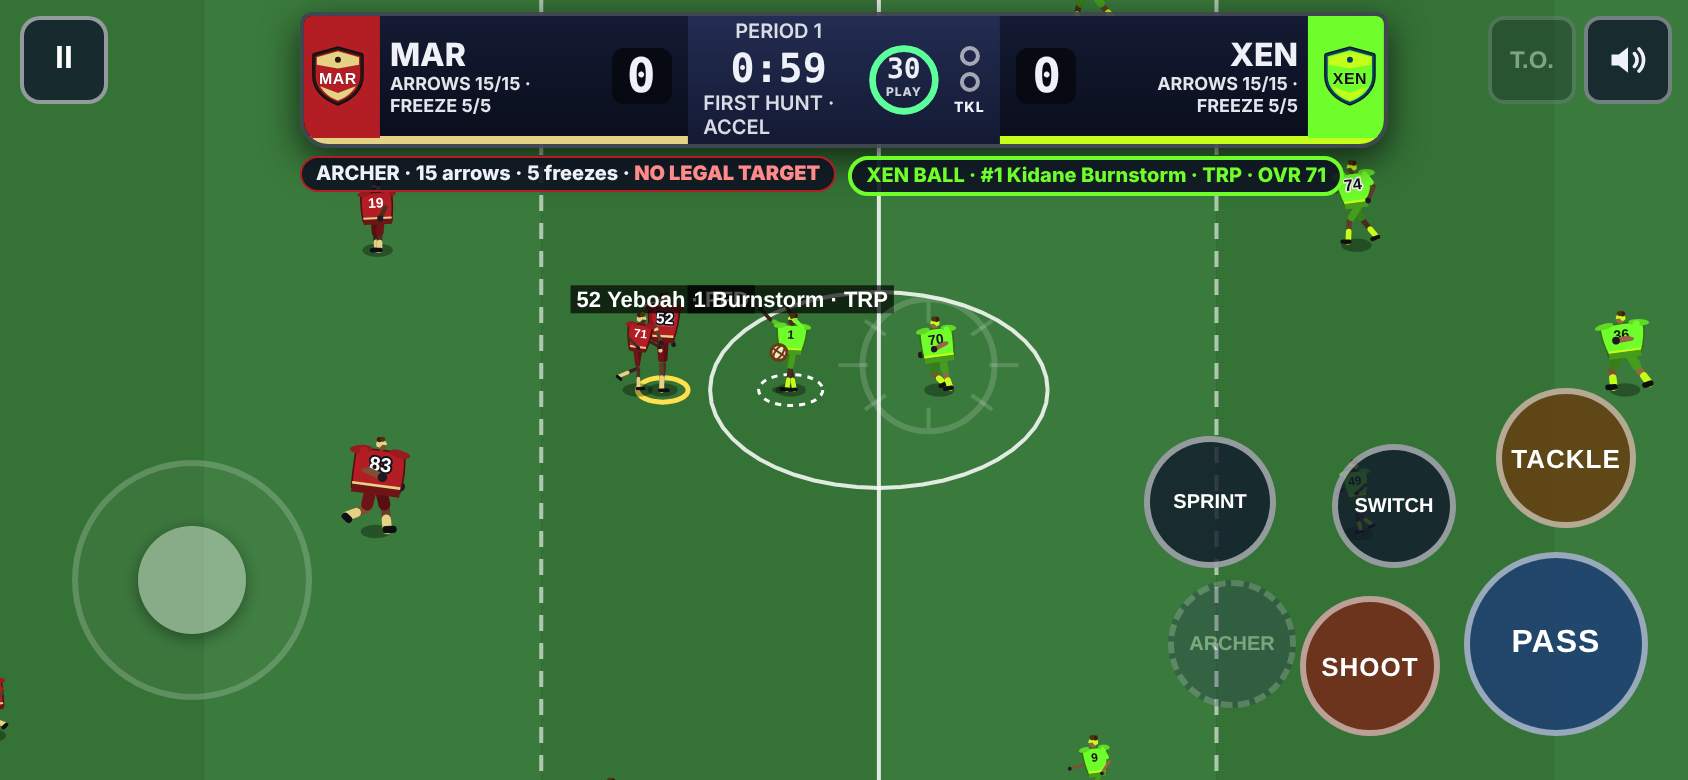 PERIOD 1
MAR
MAR
ARROWS 15/15 ·
FREEZE 5/5
0
0:59
FIRST HUNT ·
ACCEL
30
PLAY
TKL
0
XEN
ARROWS 15/15 ·
FREEZE 5/5
XEN
T.O.
ARCHER · 15 arrows · 5 freezes · NO LEGAL TARGET
XEN BALL · #1 Kidane Burnstorm · TRP · OVR 71
74
19
52 Yeboah
1 Burnstorm · TRP
52
71
1
70
36
83
49
TACKLE
SPRINT
SWITCH
ARCHER
SHOOT
PASS
9